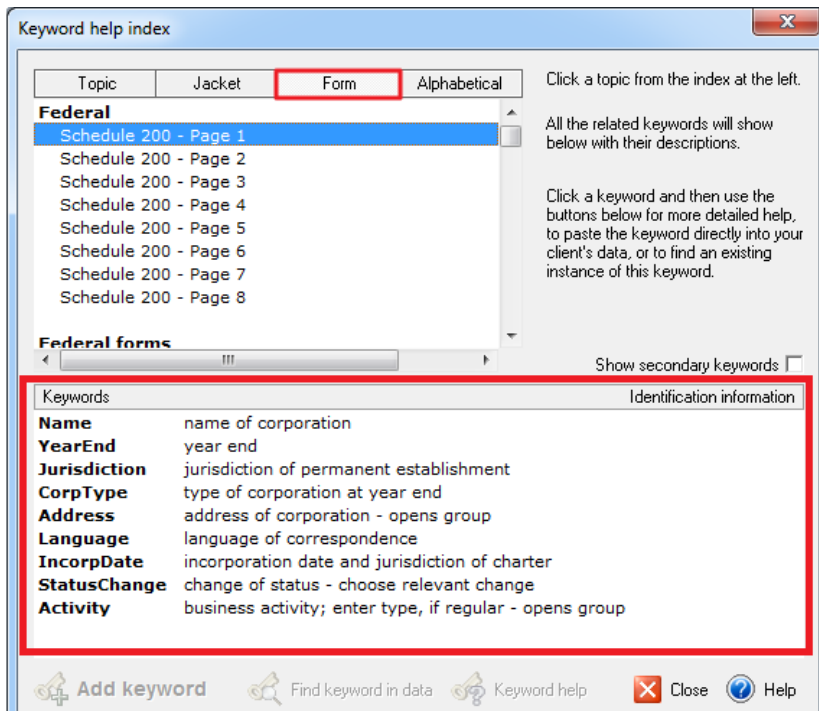 Keyword help index
Topic Jacket Form Alphabetical
Click a topic from the index at the left.
All the related keywords will show
below with their descriptions.
Click a keyword and then use the
buttons below for more detailed help,
to paste the keyword directly into your
client's data, or to find an existing
instance of this keyword.
Federal
Schedule 200 - Page 1
Schedule 200 - Page 2
Schedule 200 - Page 3
Schedule 200 - Page 4
Schedule 200 - Page 5
Schedule 200 - Page 6
Schedule 200 - Page 7
Schedule 200 - Page 8
Federal forms
Show secondary keywords
Keywords Identification information
Name name of corporation
YearEnd year end
Jurisdiction jurisdiction of permanent establishment
CorpType type of corporation at year end
Address address of corporation - opens group
Language language of correspondence
IncorpDate incorporation date and jurisdiction of charter
StatusChange change of status - choose relevant change
Activity business activity; enter type, if regular - opens group
Add keyword Find keyword in data Keyword help Close Help